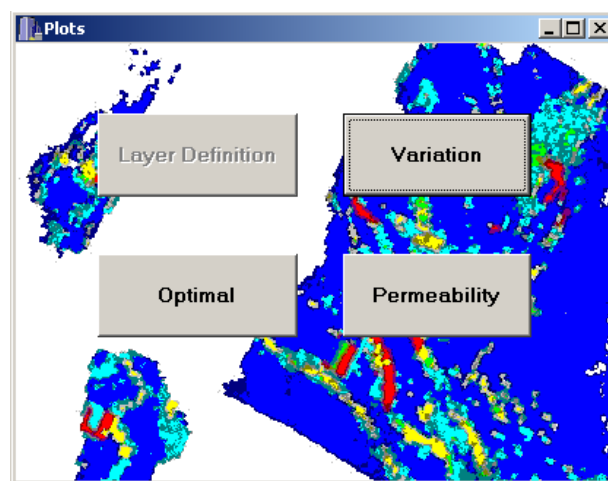 Plots
Layer Definition
Variation
Optimal
Permeability